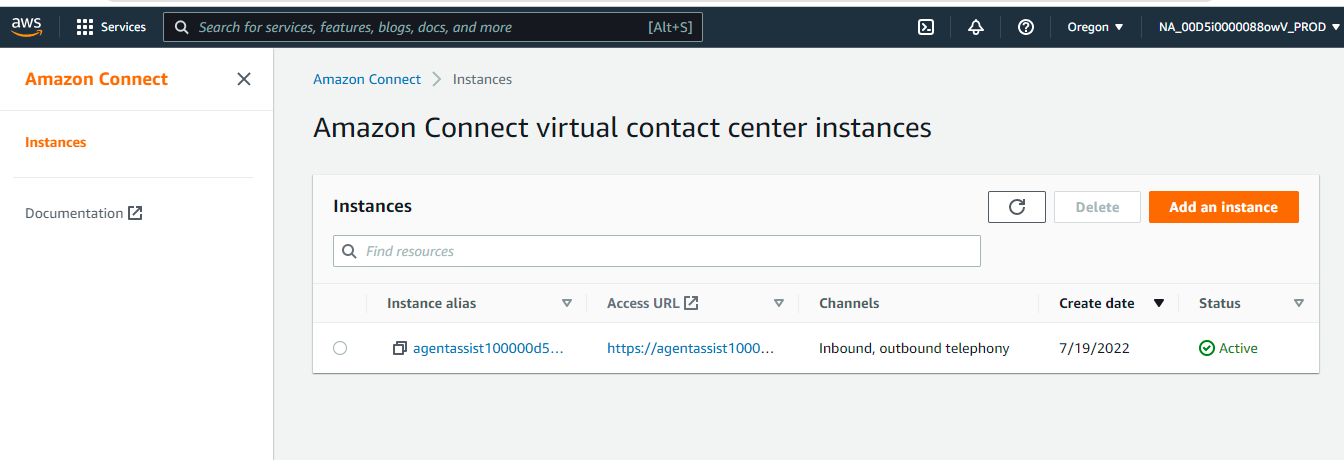 aws Services Search for services, features, blogs, docs, and more [Alt+S] Oregon NA_00D5i0000088owV_PROD
Amazon Connect
Instances
Documentation
Amazon Connect Instances
Amazon Connect virtual contact center instances
Instances Delete Add an instance
Find resources
Instance alias Access URL Channels Create date Status
agentassist100000d5... https://agentassist1000... Inbound, outbound telephony 7/19/2022 Active